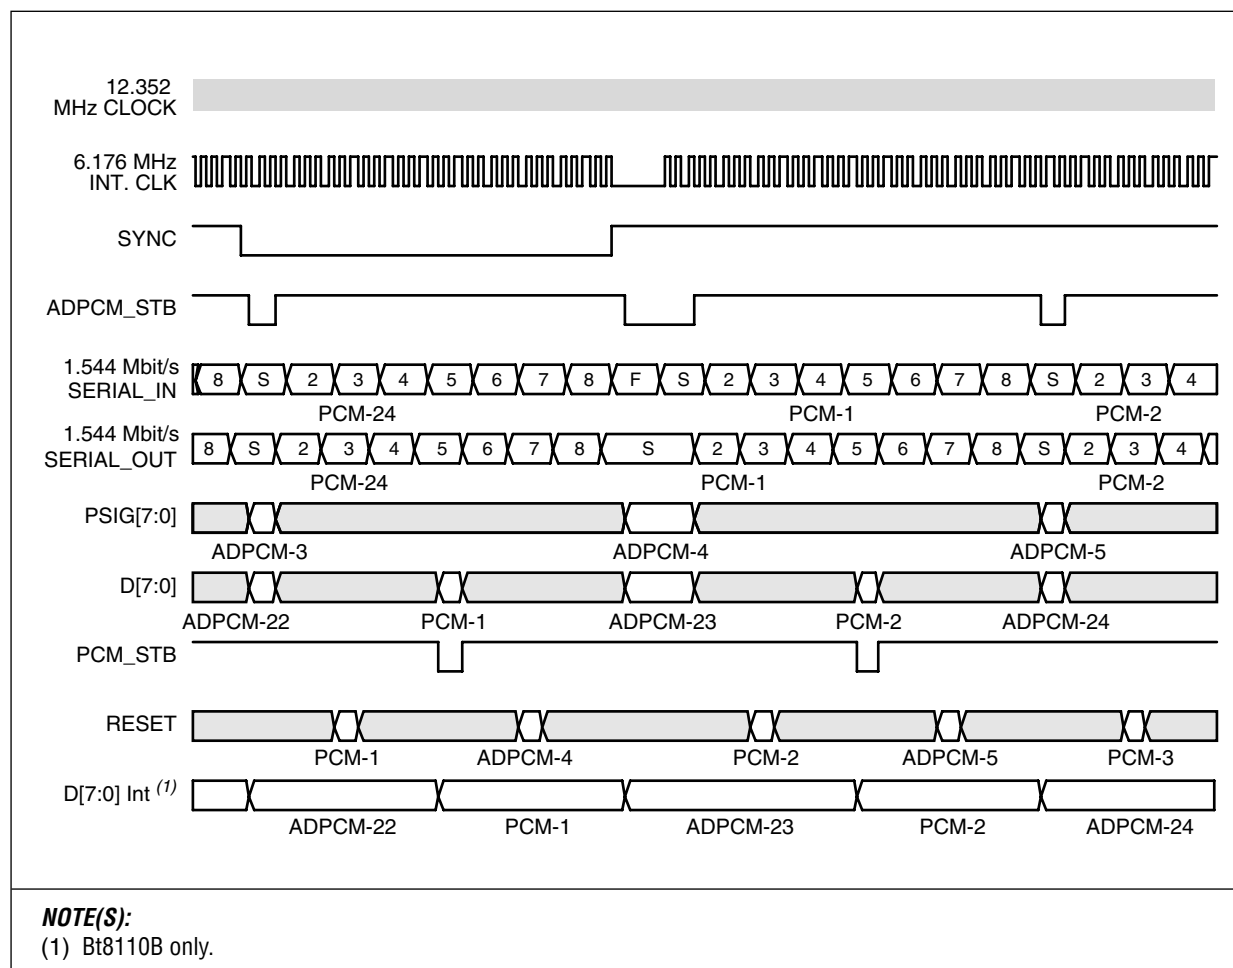 12.352
MHz CLOCK
6.176 MHz
INT. CLK
SYNC
ADPCM_STB
1.544 Mbit/s
SERIAL_IN
8 S 2 3 4 5 6 7 8 F S 2 3 4 5 6 7 8 S 2 3 4
PCM-24 PCM-1 PCM-2
1.544 Mbit/s
SERIAL_OUT
8 S 2 3 4 5 6 7 8 S 2 3 4 5 6 7 8 S 2 3 4
PCM-24 PCM-1 PCM-2
PSIG[7:0]
ADPCM-3 ADPCM-4 ADPCM-5
D[7:0]
ADPCM-22 PCM-1 ADPCM-23 PCM-2 ADPCM-24
PCM_STB
RESET
PCM-1 ADPCM-4 PCM-2 ADPCM-5 PCM-3
D[7:0] Int (1)
ADPCM-22 PCM-1 ADPCM-23 PCM-2 ADPCM-24
NOTE(S):
(1) Bt8110B only.